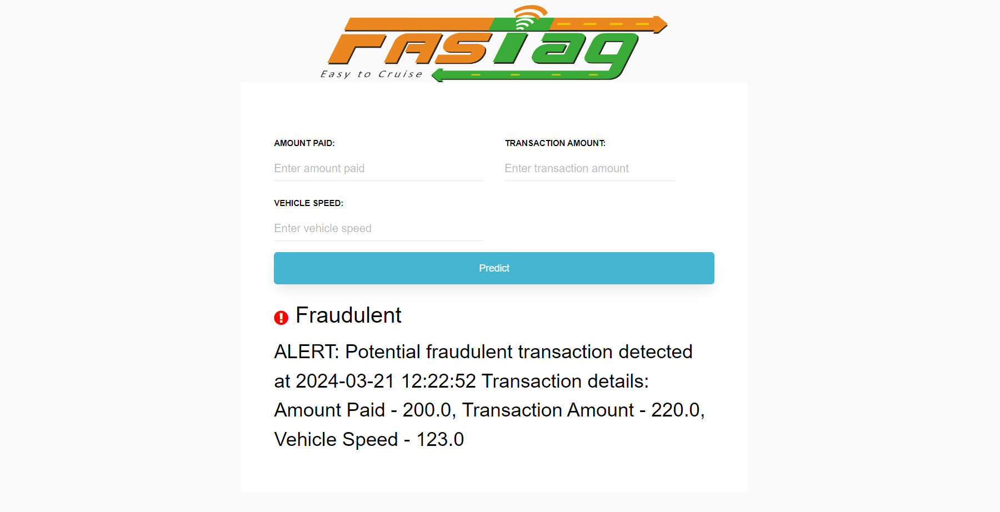 FASTag
Easy to Cruise
AMOUNT PAID:
TRANSACTION AMOUNT:
Enter amount paid
Enter transaction amount
VEHICLE SPEED:
Enter vehicle speed
Predict
Fraudulent
ALERT: Potential fraudulent transaction detected
at 2024-03-21 12:22:52 Transaction details:
Amount Paid - 200.0, Transaction Amount - 220.0,
Vehicle Speed - 123.0